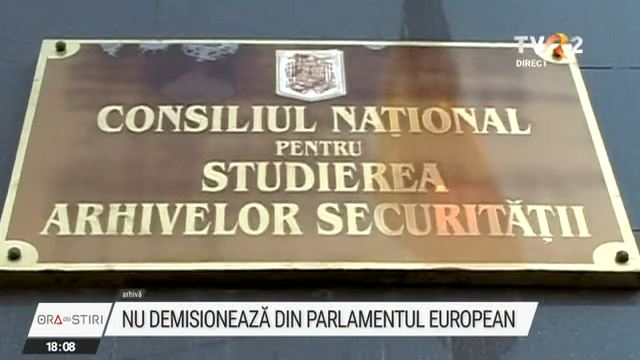 TVR2
DIRECT
CONSILIUL NAȚIONAL
PENTRU
STUDIEREA
ARHIVELOR SECURITĂȚII
arhivă
ORA de ȘTIRI
NU DEMISIONEAZĂ DIN PARLAMENTUL EUROPEAN
18:08